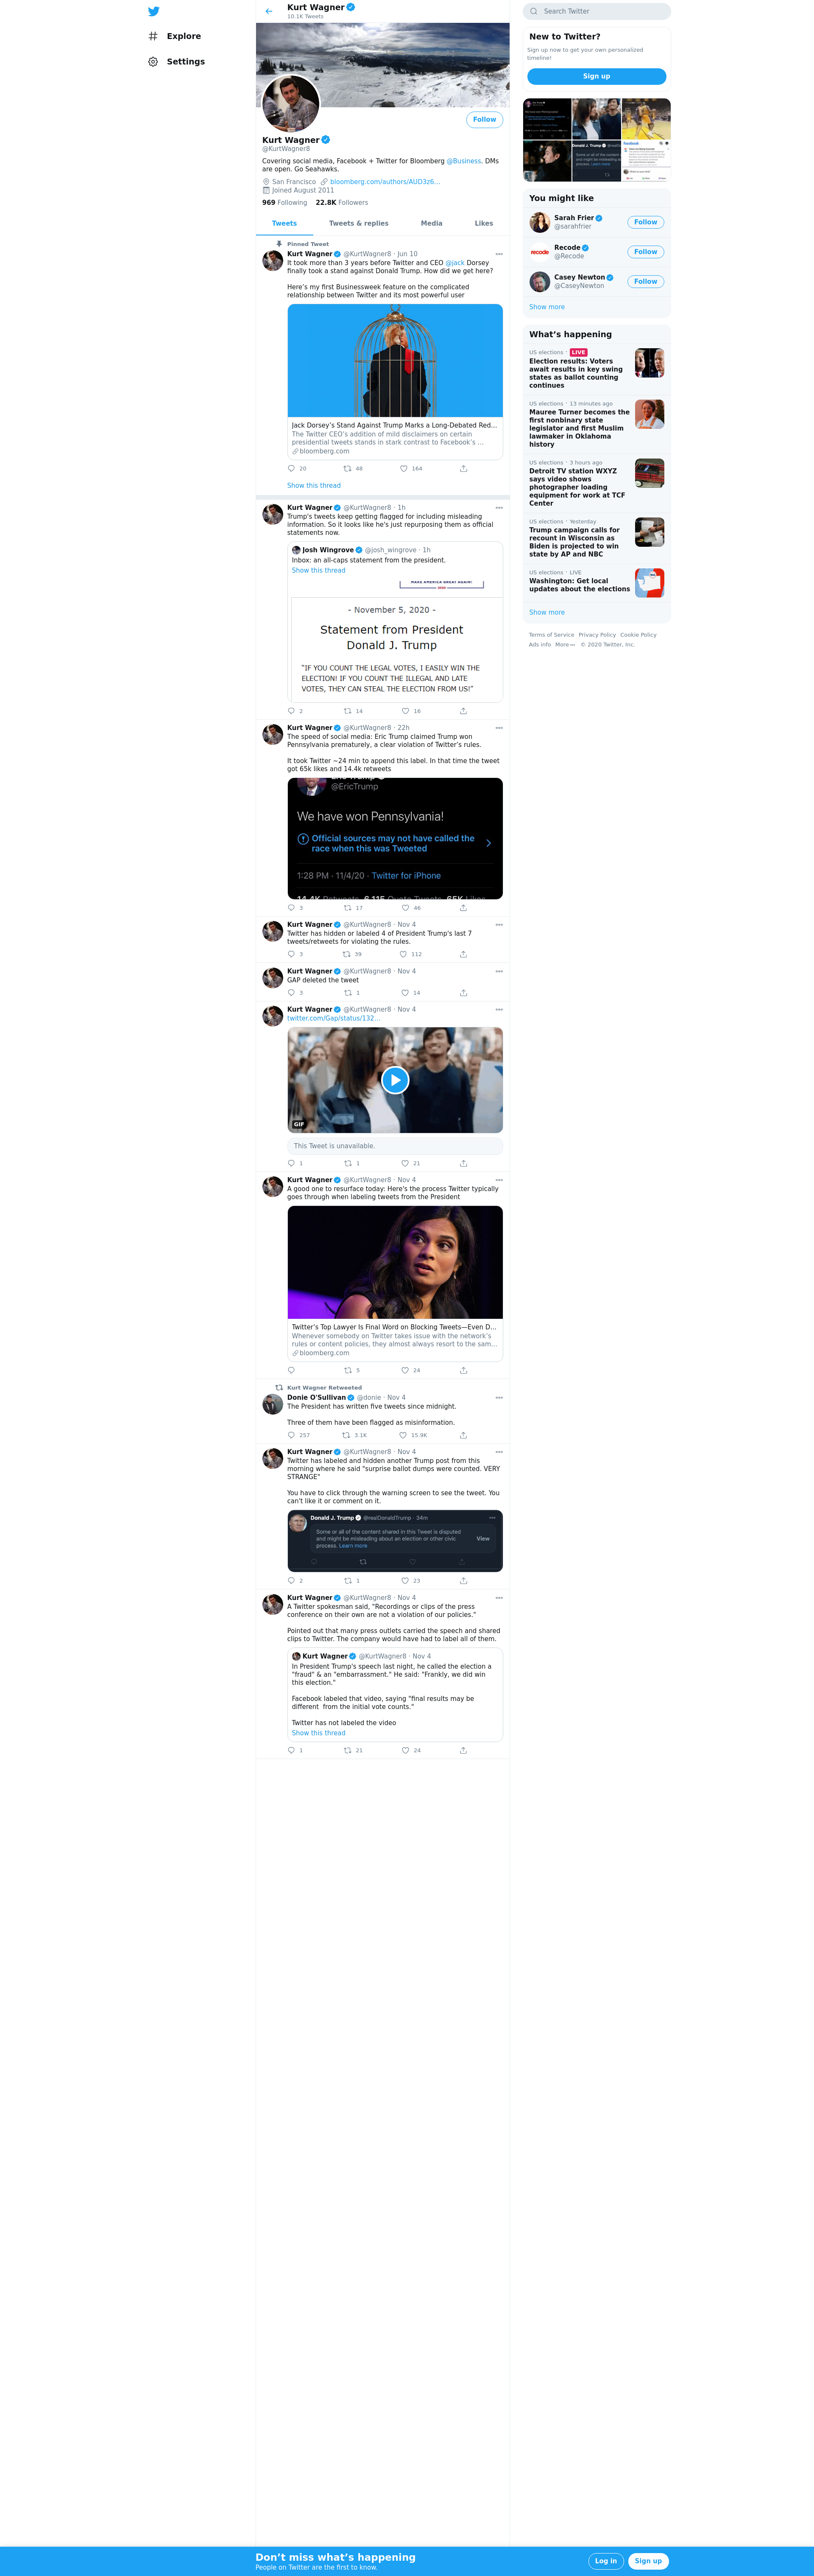 Explore
Settings
Kurt Wagner
10.1K Tweets
Follow
Kurt Wagner
@KurtWagner8
Covering social media, Facebook + Twitter for Bloomberg @Business. DMs
are open. Go Seahawks.
San Francisco bloomberg.com/authors/AUD3z6…
Joined August 2011
969 Following 22.8K Followers
Tweets Tweets & replies Media Likes
Pinned Tweet
Kurt Wagner @KurtWagner8 · Jun 10
It took more than 3 years before Twitter and CEO @jack Dorsey
finally took a stand against Donald Trump. How did we get here?
Here's my first Businessweek feature on the complicated
relationship between Twitter and its most powerful user
Jack Dorsey's Stand Against Trump Marks a Long-Debated Red…
The Twitter CEO's addition of mild disclaimers on certain
presidential tweets stands in stark contrast to Facebook's …
bloomberg.com
20 48 164
Show this thread
Kurt Wagner @KurtWagner8 · 1h
Trump's tweets keep getting flagged for including misleading
information. So it looks like he's just repurposing them as official
statements now.
Josh Wingrove @josh_wingrove · 1h
Inbox: an all-caps statement from the president.
Show this thread
MAKE AMERICA GREAT AGAIN!
- November 5, 2020 -
Statement from President
Donald J. Trump
"IF YOU COUNT THE LEGAL VOTES, I EASILY WIN THE
ELECTION! IF YOU COUNT THE ILLEGAL AND LATE
VOTES, THEY CAN STEAL THE ELECTION FROM US!"
2 14 16
Kurt Wagner @KurtWagner8 · 22h
The speed of social media: Eric Trump claimed Trump won
Pennsylvania prematurely, a clear violation of Twitter's rules.
It took Twitter ~24 min to append this label. In that time the tweet
got 65k likes and 14.4k retweets
@EricTrump
We have won Pennsylvania!
Official sources may not have called the
race when this was Tweeted
1:28 PM · 11/4/20 · Twitter for iPhone
14.4K Retweets 6,115 Quote Tweets 65K Likes
3 17 46
Kurt Wagner @KurtWagner8 · Nov 4
Twitter has hidden or labeled 4 of President Trump's last 7
tweets/retweets for violating the rules.
3 39 112
Kurt Wagner @KurtWagner8 · Nov 4
GAP deleted the tweet
3 1 14
Kurt Wagner @KurtWagner8 · Nov 4
twitter.com/Gap/status/132…
GIF
This Tweet is unavailable.
1 1 21
Kurt Wagner @KurtWagner8 · Nov 4
A good one to resurface today: Here's the process Twitter typically
goes through when labeling tweets from the President
Twitter's Top Lawyer Is Final Word on Blocking Tweets—Even D…
Whenever somebody on Twitter takes issue with the network's
rules or content policies, they almost always resort to the sam…
bloomberg.com
5 24
Kurt Wagner Retweeted
Donie O'Sullivan @donie · Nov 4
The President has written five tweets since midnight.
Three of them have been flagged as misinformation.
257 3.1K 15.9K
Kurt Wagner @KurtWagner8 · Nov 4
Twitter has labeled and hidden another Trump post from this
morning where he said "surprise ballot dumps were counted. VERY
STRANGE"
You have to click through the warning screen to see the tweet. You
can't like it or comment on it.
Donald J. Trump @realDonaldTrump · 34m
Some or all of the content shared in this Tweet is disputed
and might be misleading about an election or other civic
process. Learn more
View
2 1 23
Kurt Wagner @KurtWagner8 · Nov 4
A Twitter spokesman said, "Recordings or clips of the press
conference on their own are not a violation of our policies."
Pointed out that many press outlets carried the speech and shared
clips to Twitter. The company would have had to label all of them.
Kurt Wagner @KurtWagner8 · Nov 4
In President Trump's speech last night, he called the election a
"fraud" & an "embarrassment." He said: "Frankly, we did win
this election."
Facebook labeled that video, saying "final results may be
different from the initial vote counts."
Twitter has not labeled the video
Show this thread
1 21 24
Search Twitter
New to Twitter?
Sign up now to get your own personalized
timeline!
Sign up
You might like
Sarah Frier
@sarahfrier
Follow
recode
Recode
@Recode
Follow
Casey Newton
@CaseyNewton
Follow
Show more
What's happening
US elections · LIVE
Election results: Voters
await results in key swing
states as ballot counting
continues
US elections · 13 minutes ago
Mauree Turner becomes the
first nonbinary state
legislator and first Muslim
lawmaker in Oklahoma
history
US elections · 3 hours ago
Detroit TV station WXYZ
says video shows
photographer loading
equipment for work at TCF
Center
US elections · Yesterday
Trump campaign calls for
recount in Wisconsin as
Biden is projected to win
state by AP and NBC
US elections · LIVE
Washington: Get local
updates about the elections
Show more
Terms of Service Privacy Policy Cookie Policy
Ads info More ··· © 2020 Twitter, Inc.
Don't miss what's happening
People on Twitter are the first to know.
Log in Sign up